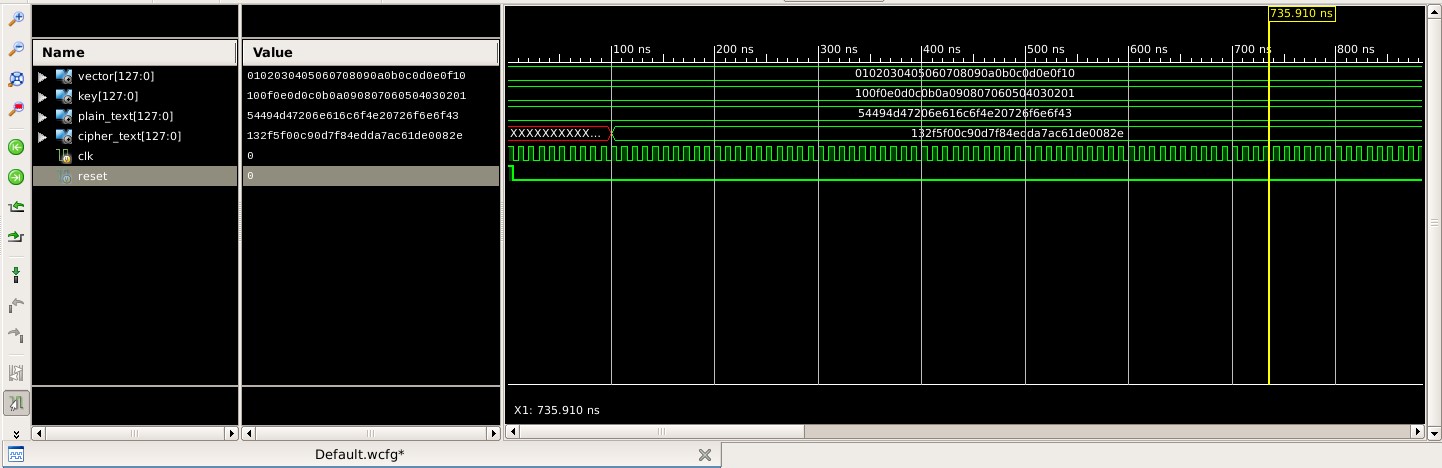 735.910 ns
Name
Value
100 ns
200 ns
300 ns
400 ns
500 ns
600 ns
700 ns
800 ns
vector[127:0]
0102030405060708090a0b0c0d0e0f10
0102030405060708090a0b0c0d0e0f10
key[127:0]
100f0e0d0c0b0a090807060504030201
100f0e0d0c0b0a090807060504030201
plain_text[127:0]
54494d47206e616c6f4e20726f6e6f43
54494d47206e616c6f4e20726f6e6f43
cipher_text[127:0]
132f5f00c90d7f84edda7ac61de0082e
XXXXXXXXXX...
132f5f00c90d7f84edda7ac61de0082e
clk
0
reset
0
X1: 735.910 ns
Default.wcfg*